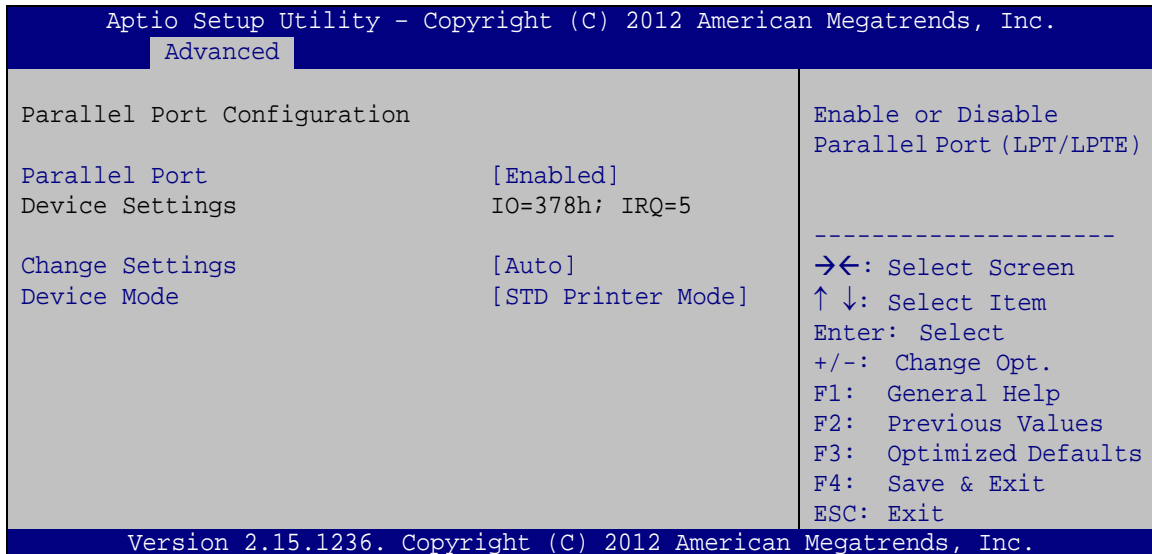 Aptio Setup Utility – Copyright (C) 2012 American Megatrends, Inc.
Advanced
Parallel Port Configuration
Parallel Port [Enabled]
Device Settings IO=378h; IRQ=5
Change Settings [Auto]
Device Mode [STD Printer Mode]
Enable or Disable
Parallel Port (LPT/LPTE)
---------------------
→←: Select Screen
↑ ↓: Select Item
Enter: Select
+/-: Change Opt.
F1: General Help
F2: Previous Values
F3: Optimized Defaults
F4: Save & Exit
ESC: Exit
Version 2.15.1236. Copyright (C) 2012 American Megatrends, Inc.